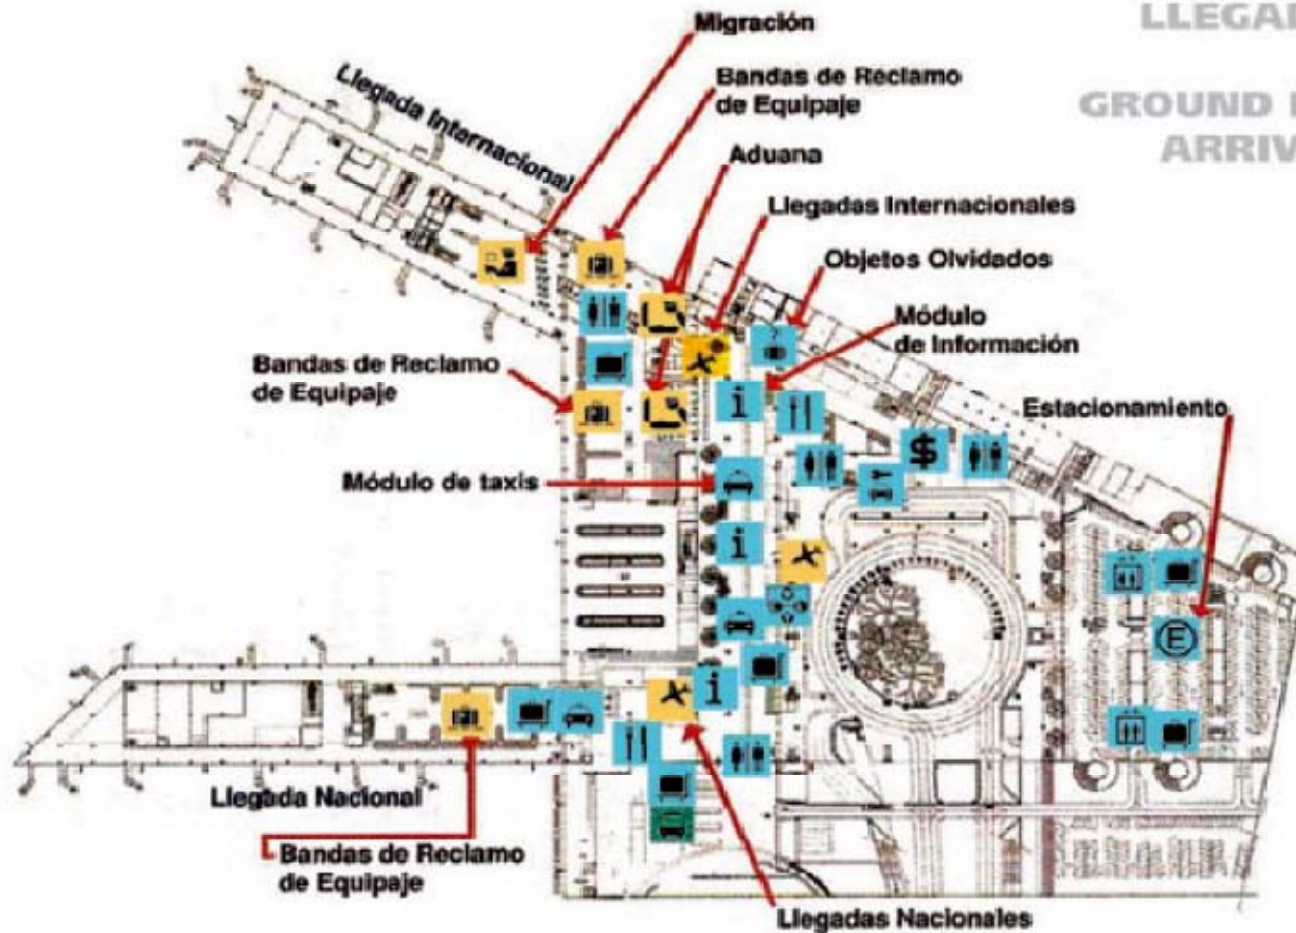 Migración
LLEGAD
Llegada Internacional
Bandas de Reclamo
de Equipaje
GROUND
ARRIV
Aduana
Llegadas Internacionales
Objetos Olvidados
Módulo
de Información
Bandas de Reclamo
de Equipaje
Estacionamiento
Módulo de taxis
i
$
i
E
i
Llegada Nacional
Bandas de Reclamo
de Equipaje
Llegadas Nacionales